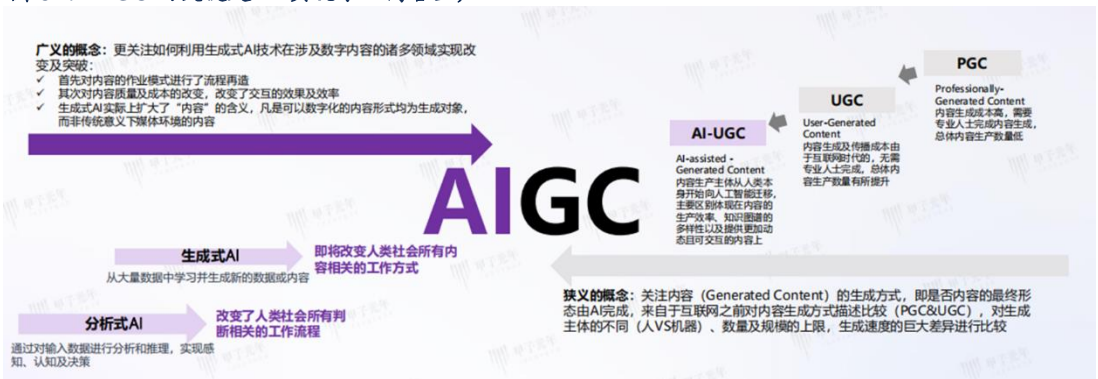 广义的概念：更关注如何利用生成式AI技术在涉及数字内容的诸多领域实现改
变及突破：
✓ 首先对内容的作业模式进行了流程再造
✓ 其次对内容质量及成本的改变，改变了交互的效果及效率
✓ 生成式AI实际上扩大了“内容”的含义，凡是可以数字化的内容形式均为生成对象，
而非传统意义下媒体环境的内容
PGC
Professionally-
Generated Content
内容生成成本高，需要
专业人士完成内容生成，
总体内容生产数量低
UGC
User-Generated
Content
内容生成及传播成本由
于互联网时代的，无需
专业人士完成，总体内
容生产数量有所提升
AI-UGC
AI-assisted -
Generated Content
内容生产主体从人类本
身开始向人工智能迁移，
主要区别体现在内容的
生产效率、知识图谱的
多样性以及提供更加动
态且可交互的内容上
AIGC
生成式AI
从大量数据中学习并生成新的数据或内容
即将改变人类社会所有内
容相关的工作方式
分析式AI
通过对输入数据进行分析和推理，实现感
知、认知及决策
改变了人类社会所有判
断相关的工作流程
狭义的概念：关注内容（Generated Content）的生成方式，即是否内容的最终形
态由AI完成，来自于互联网之前对内容生成方式描述比较（PGC&UGC），对生成
主体的不同（人VS机器）、数量及规模的上限，生成速度的巨大差异进行比较